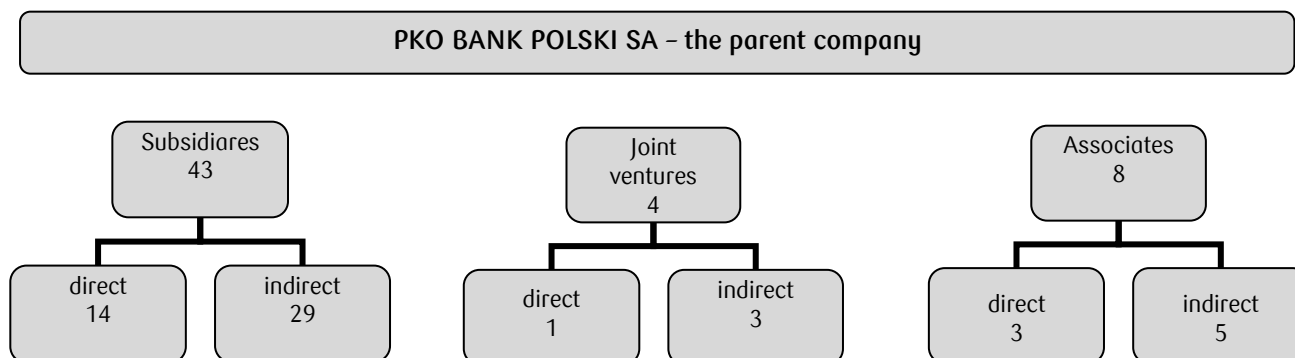 PKO BANK POLSKI SA – the parent company
Subsidiares
43
Joint
ventures
4
Associates
8
direct
14
indirect
29
direct
1
indirect
3
direct
3
indirect
5